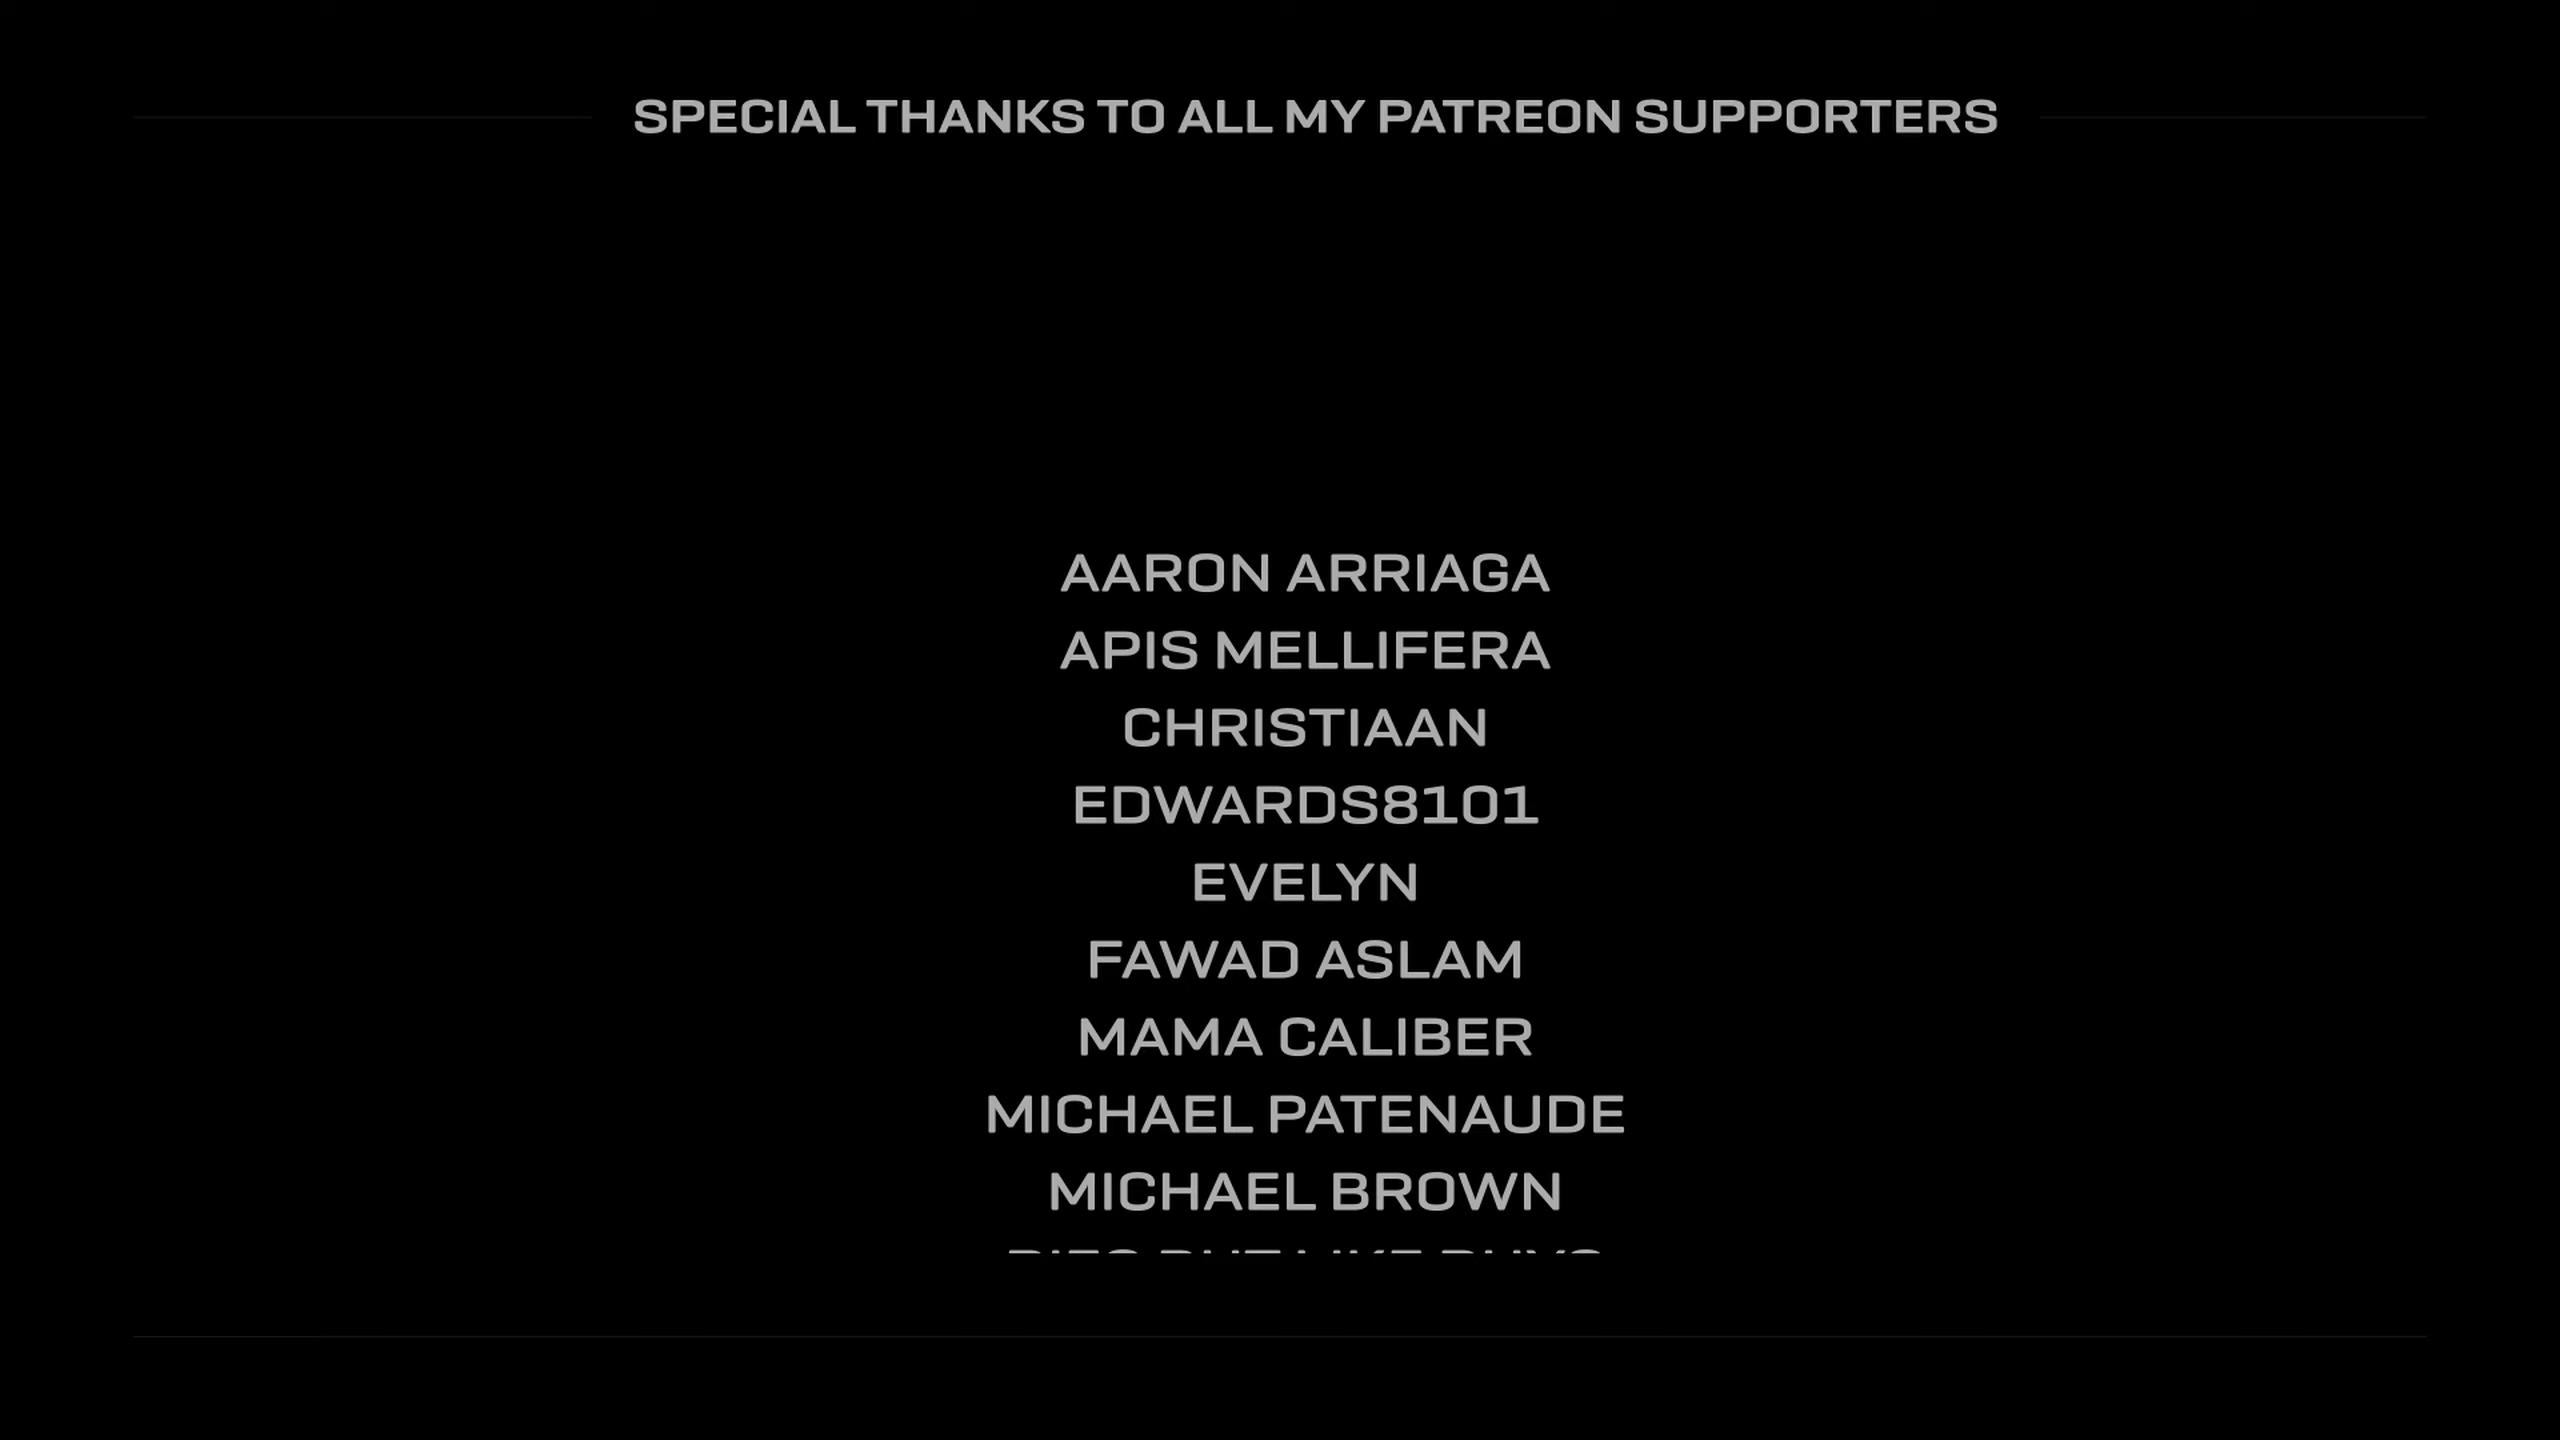 SPECIAL THANKS TO ALL MY PATREON SUPPORTERS
AARON ARRIAGA
APIS MELLIFERA
CHRISTIAAN
EDWARDS8101
EVELYN
FAWAD ASLAM
MAMA CALIBER
MICHAEL PATENAUDE
MICHAEL BROWN